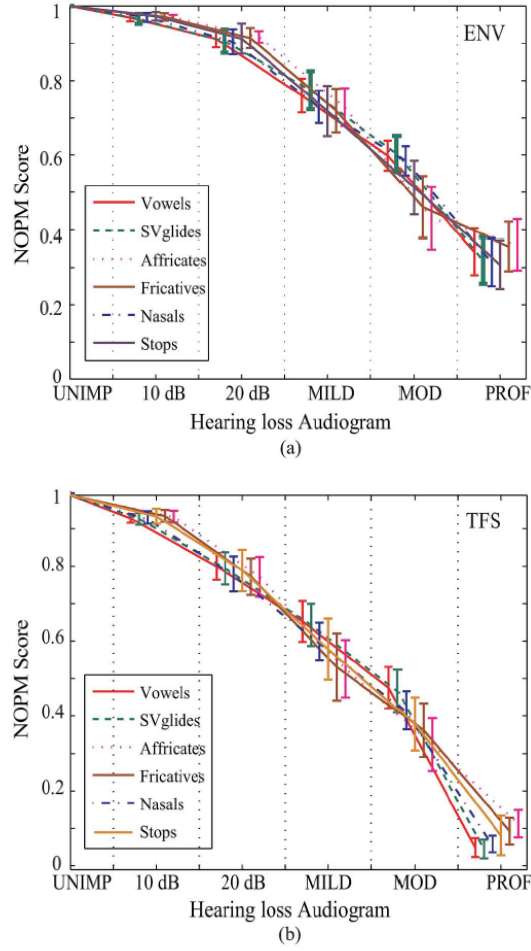 ENV
NOPM Score
1
0.8
0.6
0.4
0.2
0
Vowels
SVglides
Affricates
Fricatives
Nasals
Stops
UNIMP 10 dB 20 dB MILD MOD PROF
Hearing loss Audiogram
(a)
TFS
NOPM Score
1
0.8
0.6
0.4
0.2
0
Vowels
SVglides
Affricates
Fricatives
Nasals
Stops
UNIMP 10 dB 20 dB MILD MOD PROF
Hearing loss Audiogram
(b)